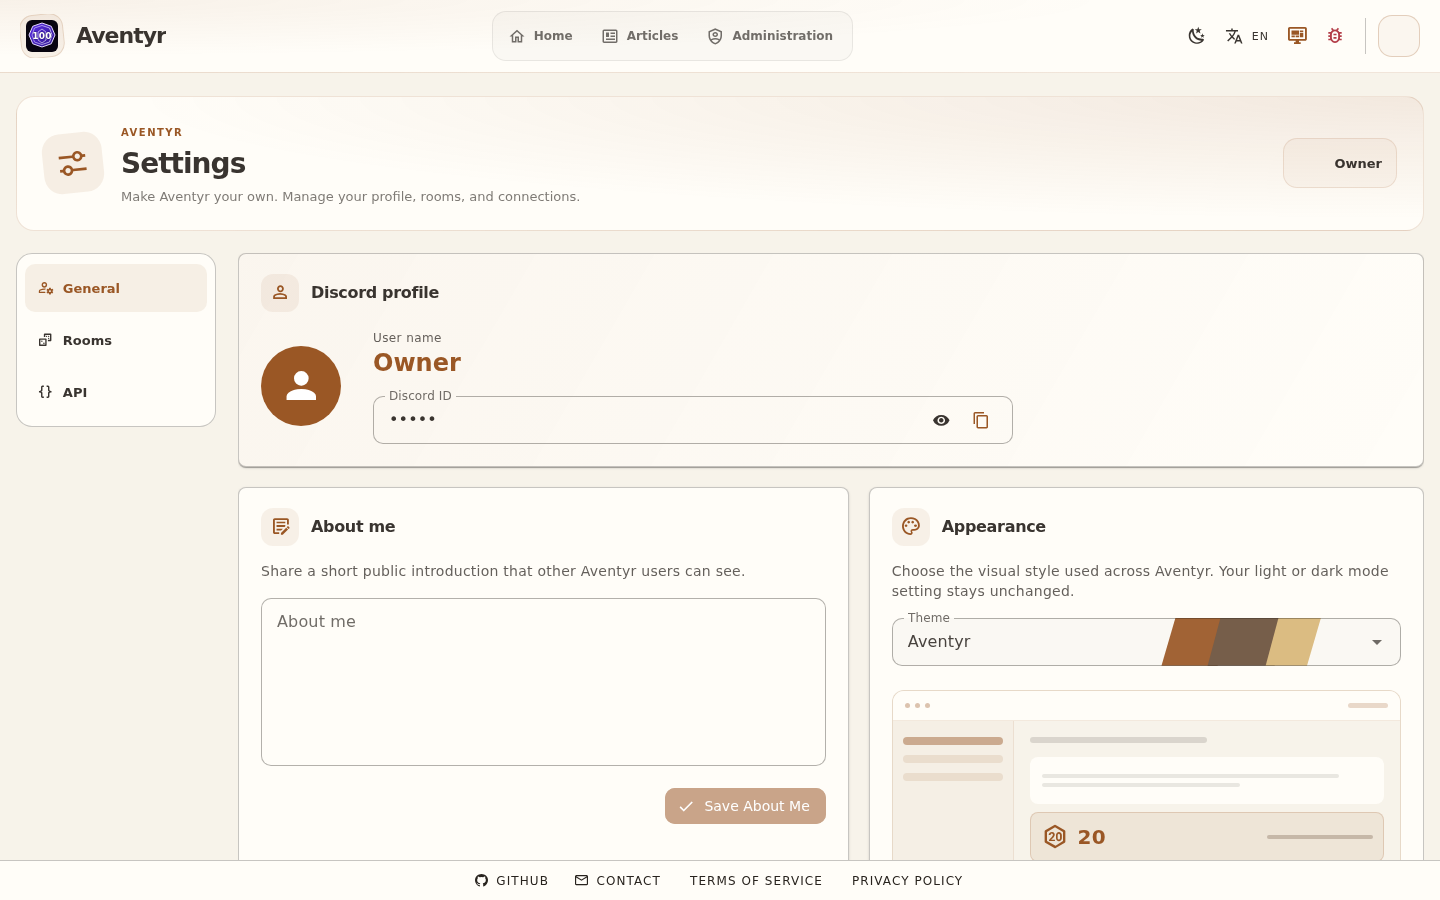 100
Aventyr
Home
Articles
Administration
EN
AVENTYR
Settings
Make Aventyr your own. Manage your profile, rooms, and connections.
Owner
General
Rooms
API
Discord profile
User name
Owner
Discord ID
•••••
About me
Share a short public introduction that other Aventyr users can see.
About me
Save About Me
Appearance
Choose the visual style used across Aventyr. Your light or dark mode
setting stays unchanged.
Theme
Aventyr
20
20
GITHUB
CONTACT
TERMS OF SERVICE
PRIVACY POLICY